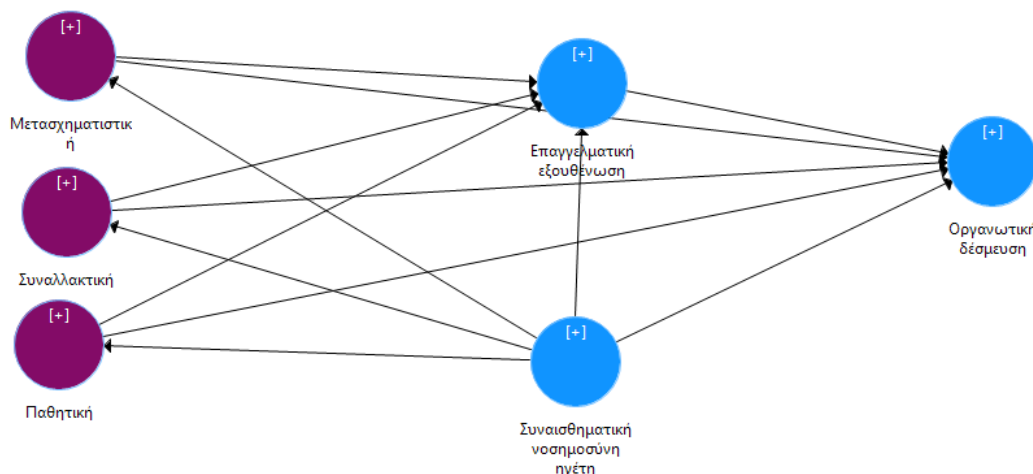 [+]
Μετασχηματιστικ
ή
[+]
Συναλλακτική
[+]
Παθητική
[+]
Επαγγελματική
εξουθένωση
[+]
Συναισθηματική
νοσημοσύνη
ηγέτη
[+]
Οργανωτική
δέσμευση